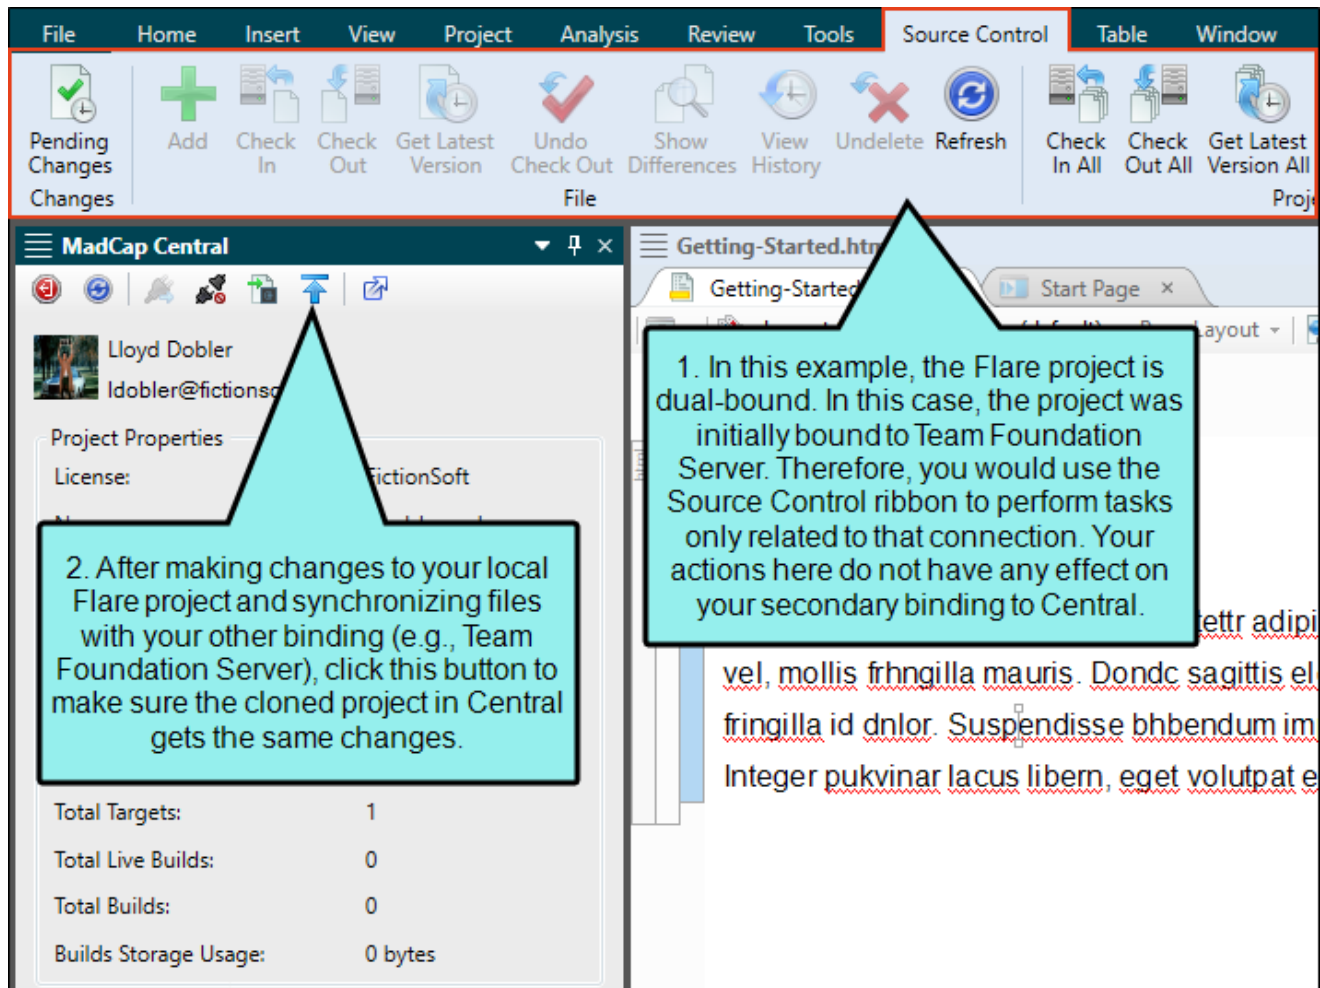 File Home Insert View Project Analysis Review Tools Source Control Table Window
Pending Changes
Add
Check In
Check Out
Get Latest Version
Undo Check Out
Show Differences
View History
Undelete
Refresh
Check In All
Check Out All
Get Latest Version All
Changes
File
MadCap Central
Getting-Started.htm
Getting-Started
Start Page
Layout
Lloyd Dobler
ldobler@fictions
Project Properties
License: FictionSoft
1. In this example, the Flare project is
dual-bound. In this case, the project was
initially bound to Team Foundation
Server. Therefore, you would use the
Source Control ribbon to perform tasks
only related to that connection. Your
actions here do not have any effect on
your secondary binding to Central.
2. After making changes to your local
Flare project and synchronizing files
with your other binding (e.g., Team
Foundation Server), click this button to
make sure the cloned project in Central
gets the same changes.
tettr adipi
vel, mollis frhngilla mauris. Dondc sagittis el
fringilla id dnlor. Suspendisse bhbendum im
Integer pukvinar lacus libern, eget volutpat e
Total Targets: 1
Total Live Builds: 0
Total Builds: 0
Builds Storage Usage: 0 bytes